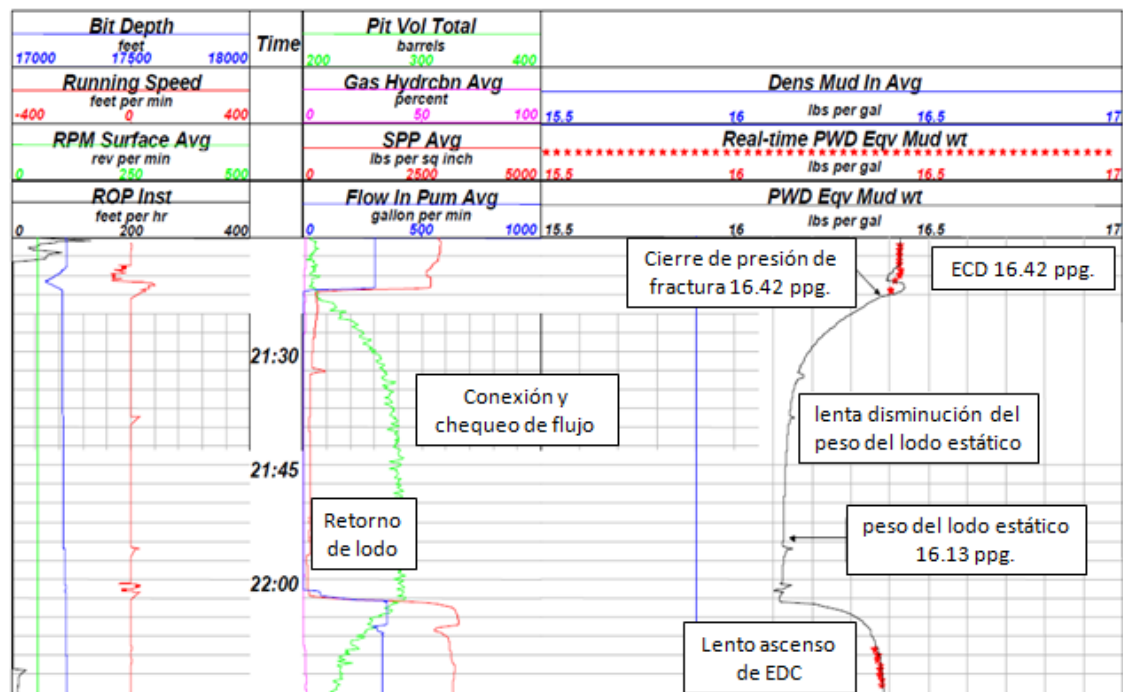 Bit Depth
feet
17000 17500 18000
Running Speed
feet per min
-400 0 400
RPM Surface Avg
rev per min
0 250 500
ROP Inst
feet per hr
0 200 400
Time
Pit Vol Total
barrels
200 300 400
Gas Hydrcbn Avg
percent
0 50 100
SPP Avg
lbs per sq inch
0 2500 5000
Flow In Pum Avg
gallon per min
0 500 1000
Dens Mud In Avg
lbs per gal
15.5 16 16.5 17
Real-time PWD Eqv Mud wt
lbs per gal
15.5 16 16.5 17
PWD Eqv Mud wt
lbs per gal
15.5 16 16.5 17
Cierre de presión de
fractura 16.42 ppg.
ECD 16.42 ppg.
21:30
Conexión y
chequeo de flujo
lenta disminución del
peso del lodo estático
21:45
Retorno
de lodo
peso del lodo estático
16.13 ppg.
22:00
Lento ascenso
de EDC